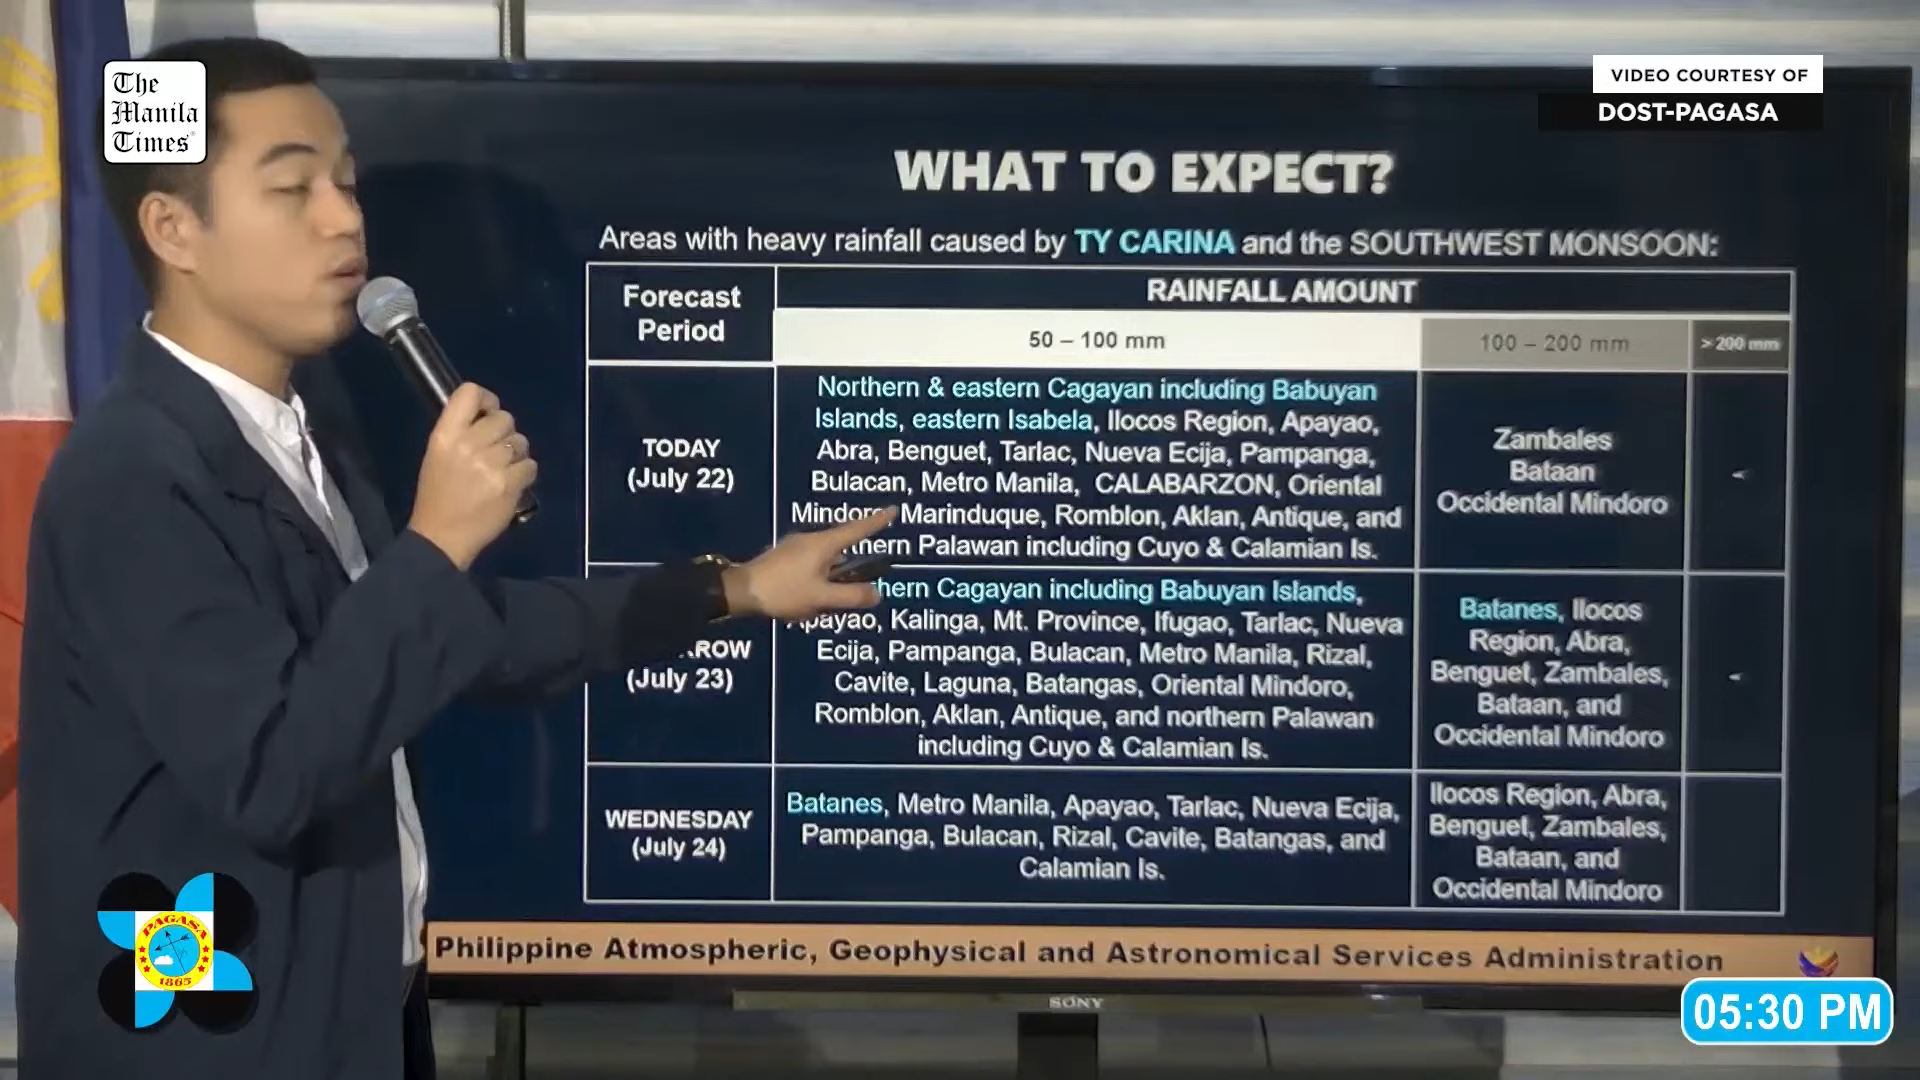 The
Manila
Times
VIDEO COURTESY OF
DOST-PAGASA
WHAT TO EXPECT?
Areas with heavy rainfall caused by TY CARINA and the SOUTHWEST MONSOON:
Forecast
Period
RAINFALL AMOUNT
50 – 100 mm
100 – 200 mm
> 200 mm
TODAY
(July 22)
Northern & eastern Cagayan including Babuyan
Islands, eastern Isabela, Ilocos Region, Apayao,
Abra, Benguet, Tarlac, Nueva Ecija, Pampanga,
Bulacan, Metro Manila, CALABARZON, Oriental
Mindoro, Marinduque, Romblon, Aklan, Antique, and
Palawan including Cuyo & Calamian Is.
Zambales
Bataan
Occidental Mindoro
-
(July 23)
Cagayan including Babuyan Islands,
Apayao, Kalinga, Mt. Province, Ifugao, Tarlac, Nueva
Ecija, Pampanga, Bulacan, Metro Manila, Rizal,
Cavite, Laguna, Batangas, Oriental Mindoro,
Romblon, Aklan, Antique, and northern Palawan
including Cuyo & Calamian Is.
Batanes, Ilocos
Region, Abra,
Benguet, Zambales,
Bataan, and
Occidental Mindoro
-
WEDNESDAY
(July 24)
Batanes, Metro Manila, Apayao, Tarlac, Nueva Ecija,
Pampanga, Bulacan, Rizal, Cavite, Batangas, and
Calamian Is.
Ilocos Region, Abra,
Benguet, Zambales,
Bataan, and
Occidental Mindoro
Philippine Atmospheric, Geophysical and Astronomical Services Administration
SONY
PAGASA
1865
05:30 PM